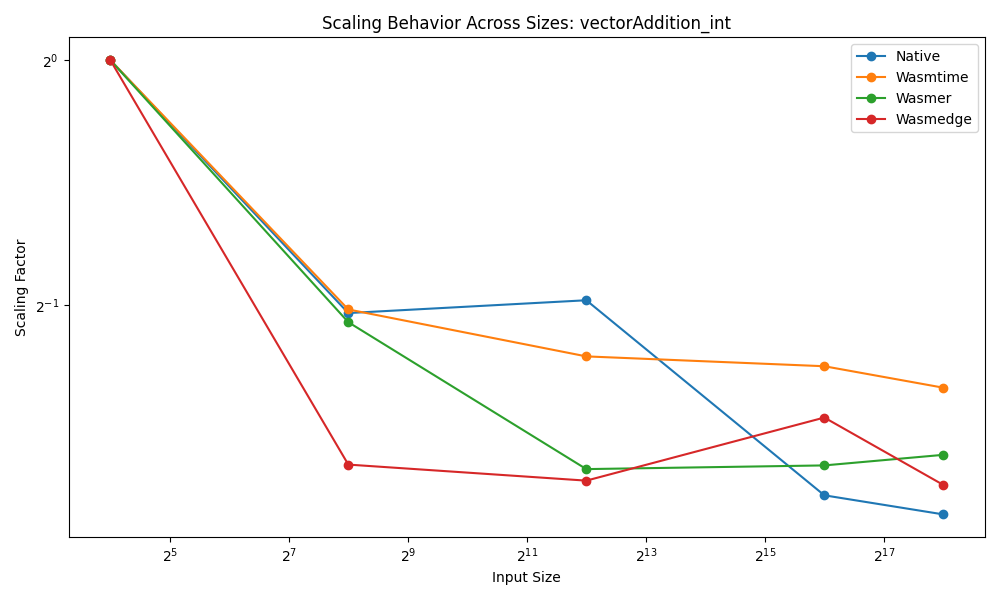 Scaling Behavior Across Sizes: vectorAddition_int
Native
Wasmtime
Wasmer
Wasmedge
2^0
2^-1
Scaling Factor
2^5 2^7 2^9 2^11 2^13 2^15 2^17
Input Size